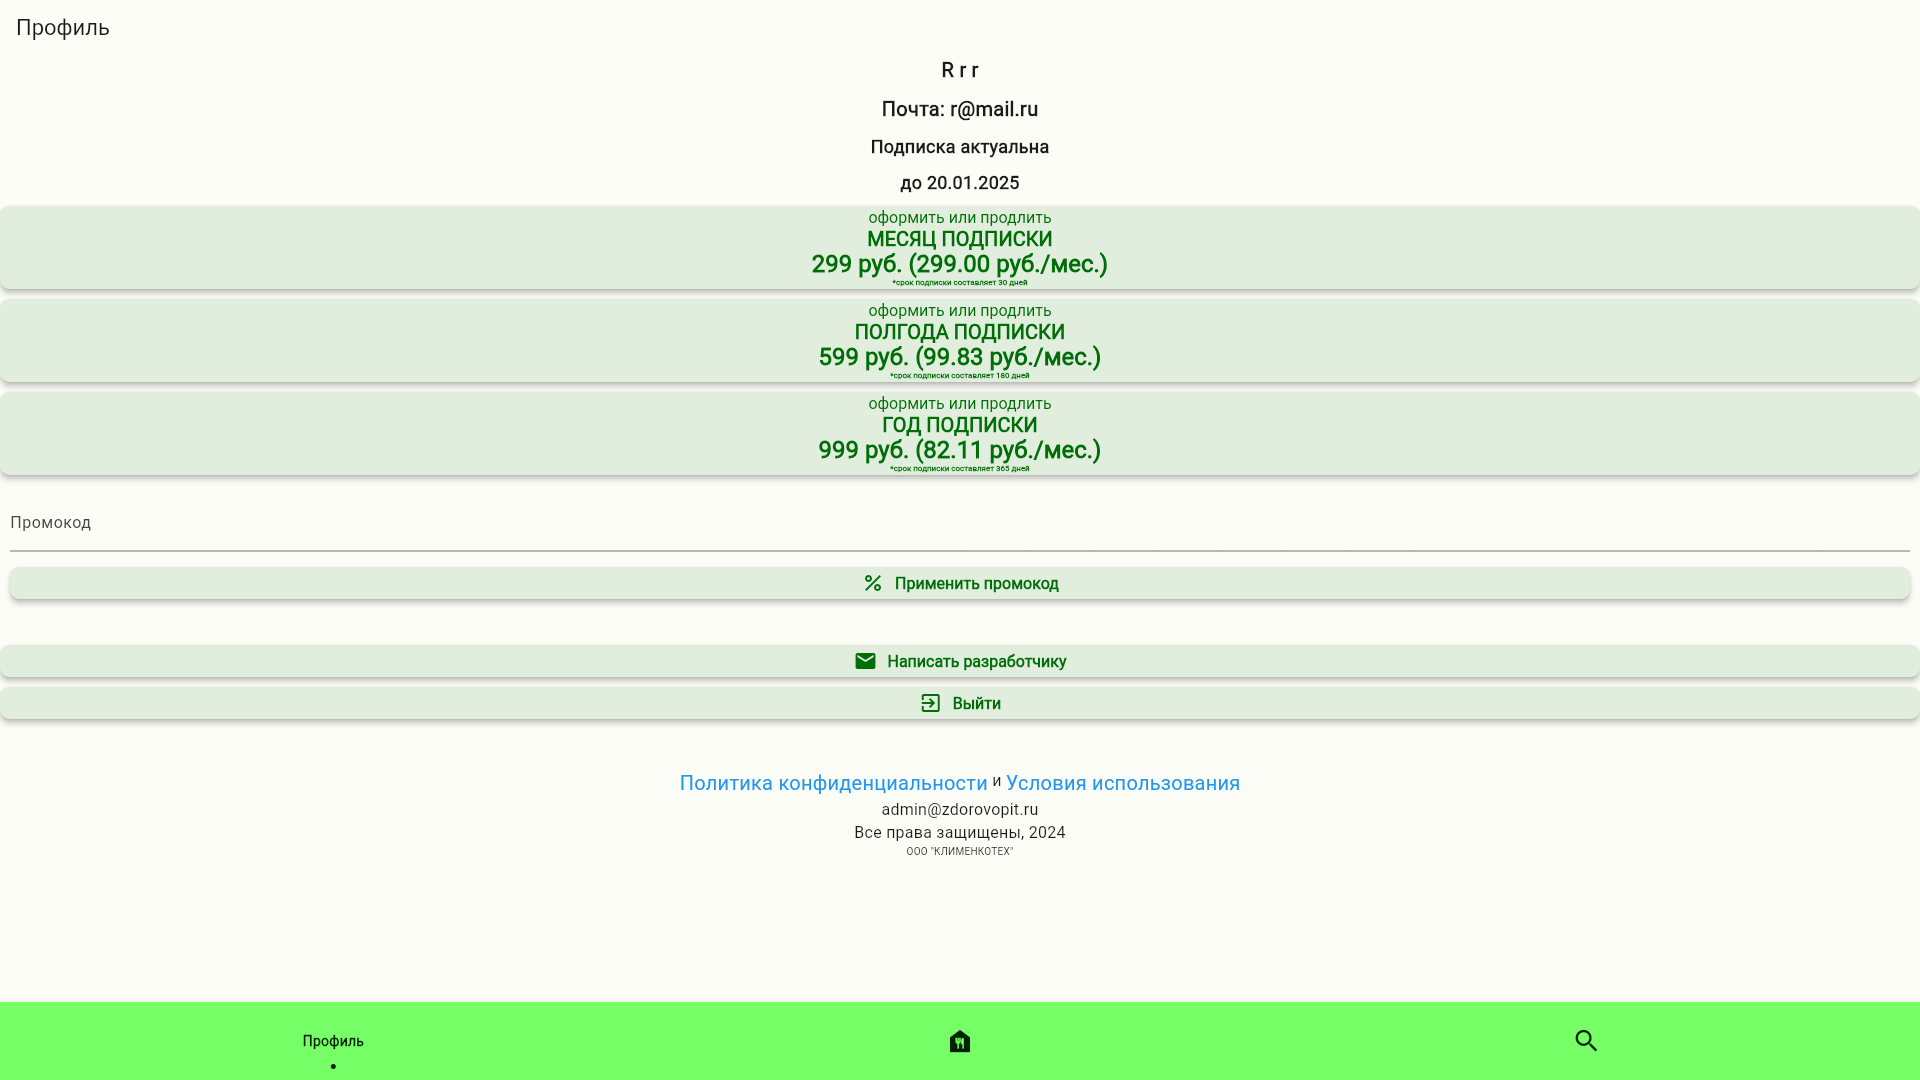 Профиль
R r r
Почта: r@mail.ru
Подписка актуальна
до 20.01.2025
оформить или продлить
МЕСЯЦ ПОДПИСКИ
299 руб. (299.00 руб./мес.)
*срок подписки составляет 30 дней
оформить или продлить
ПОЛГОДА ПОДПИСКИ
599 руб. (99.83 руб./мес.)
*срок подписки составляет 180 дней
оформить или продлить
ГОД ПОДПИСКИ
999 руб. (82.11 руб./мес.)
*срок подписки составляет 365 дней
Промокод
Применить промокод
Написать разработчику
Выйти
Политика конфиденциальности и Условия использования
admin@zdorovopit.ru
Все права защищены, 2024
ООО "КЛИМЕНКОТЕХ"
Профиль